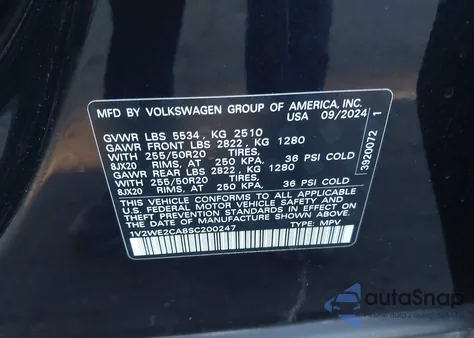 MFD BY VOLKSWAGEN GROUP OF AMERICA, INC.
USA 09/2024
GVWR LBS 5534 , KG 2510
GAWR FRONT LBS 2822 , KG 1280
WITH 255/50R20 TIRES,
8JX20 RIMS, AT 250 KPA, 36 PSI COLD
GAWR REAR LBS 2822 , KG 1280
WITH 255/50R20 TIRES,
8JX20 RIMS, AT 250 KPA, 36 PSI COLD
THIS VEHICLE CONFORMS TO ALL APPLICABLE
U.S. FEDERAL MOTOR VEHICLE SAFETY, BUMPER,
AND THEFT PREVENTION STANDARDS IN EFFECT ON
THE DATE OF MANUFACTURE SHOWN ABOVE.
1V2WE2CA8SC200247 TYPE: MPV
3920072 1
autoSnap